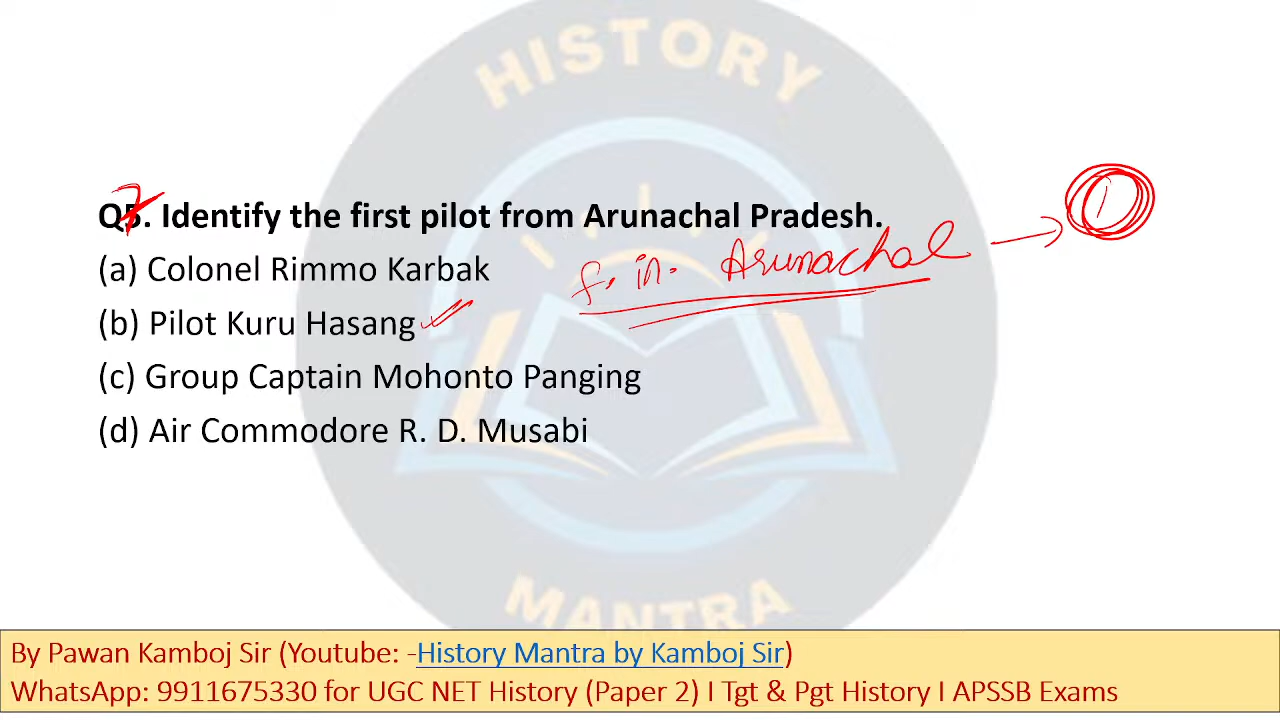 HISTORY
Q7. Identify the first pilot from Arunachal Pradesh.
(a) Colonel Rimmo Karbak
f. in. Arunachal → 1
(b) Pilot Kuru Hasang
(c) Group Captain Mohonto Panging
(d) Air Commodore R. D. Musabi
MANTRA
By Pawan Kamboj Sir (Youtube: -History Mantra by Kamboj Sir)
WhatsApp: 9911675330 for UGC NET History (Paper 2) I Tgt & Pgt History I APSSB Exams